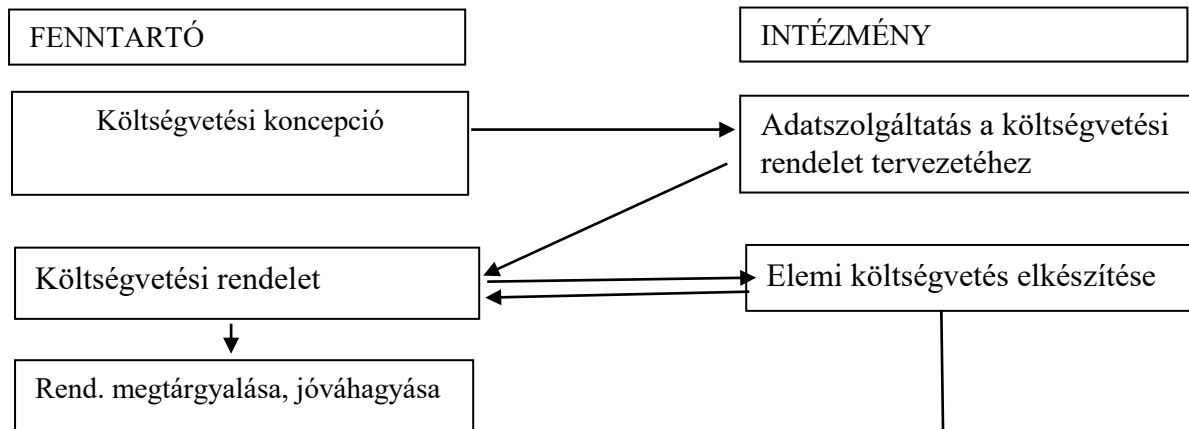 FENNTARTÓ
INTÉZMÉNY
Költségvetési koncepció
Adatszolgáltatás a költségvetési
rendelet tervezetéhez
Költségvetési rendelet
Elemi költségvetés elkészítése
Rend. megtárgyalása, jóváhagyása